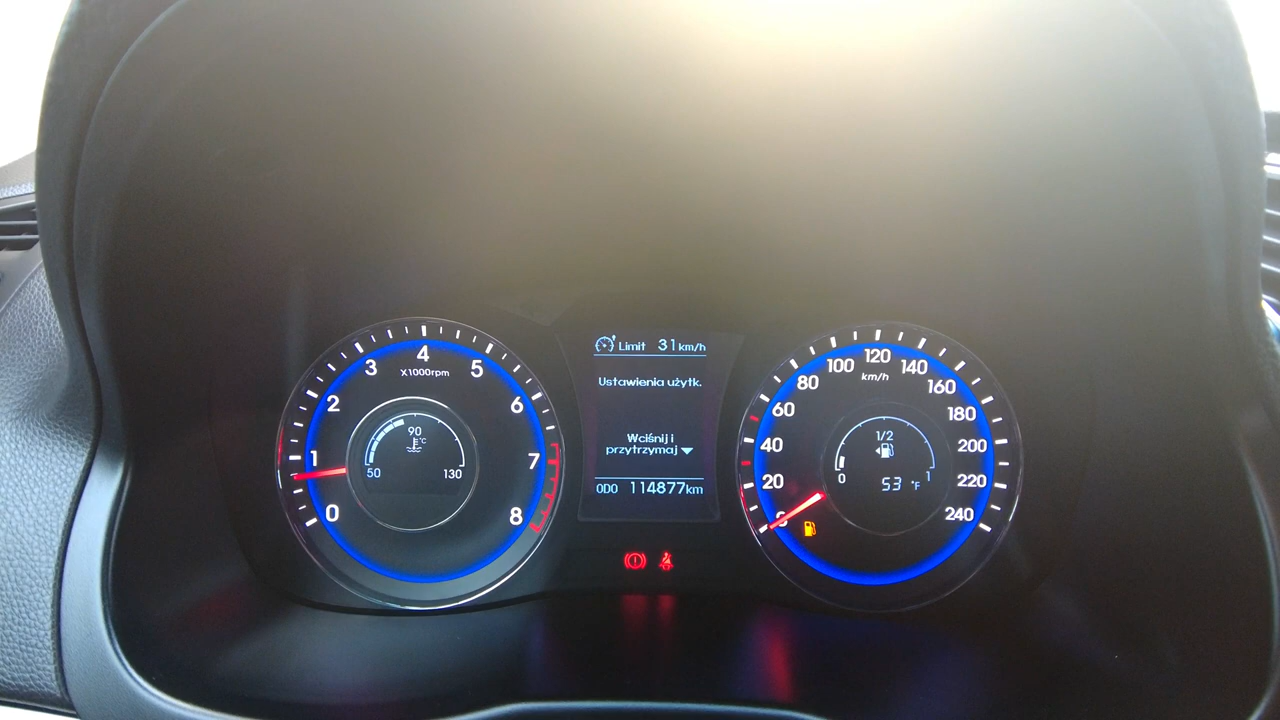 0 1 2 3 4 5 6 7 8
X1000rpm
90
°C
50 130
Limit 31 km/h
Ustawienia użytk.
Wciśnij i
przytrzymaj
ODO 114877 km
0 20 40 60 80 100 120 140 160 180 200 220 240
km/h
1/2
0 1
53 °F